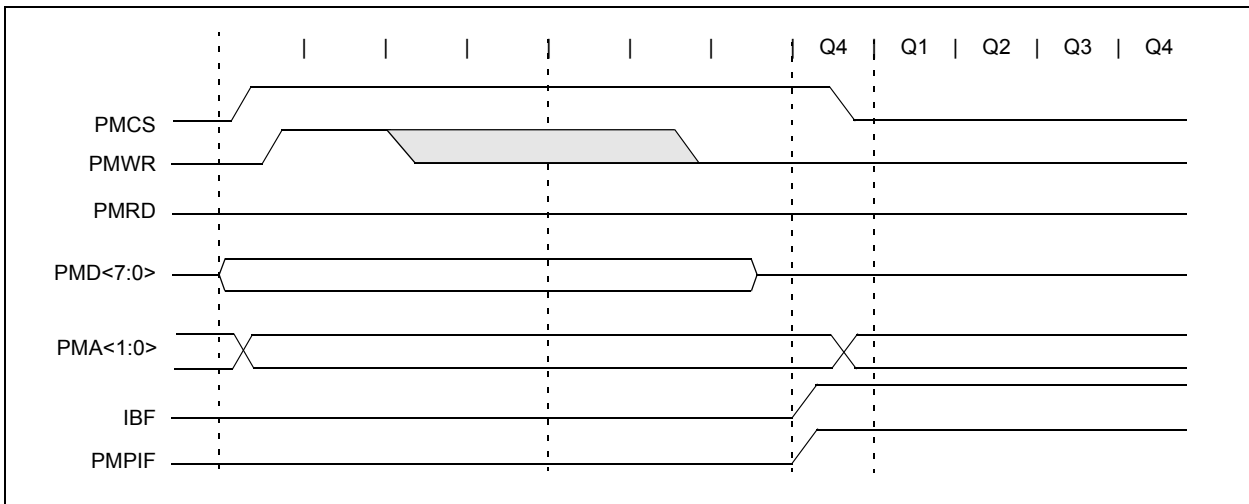 | | | | | | | Q4 | Q1 | Q2 | Q3 | Q4
PMCS
PMWR
PMRD
PMD<7:0>
PMA<1:0>
IBF
PMPIF